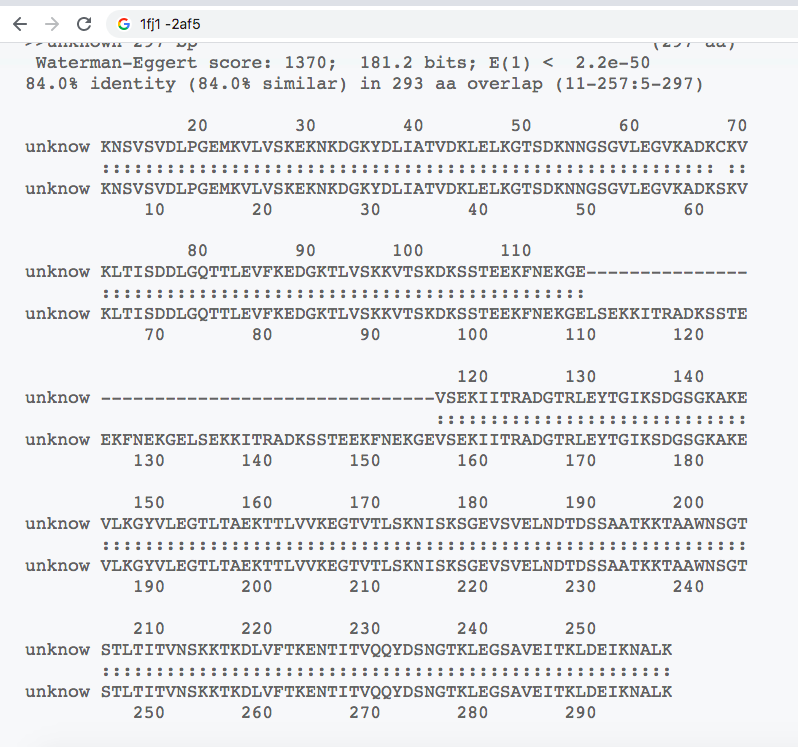 1fj1 -2af5
>>unknown 297 bp (297 aa)
Waterman-Eggert score: 1370; 181.2 bits; E(1) < 2.2e-50
84.0% identity (84.0% similar) in 293 aa overlap (11-257:5-297)
20 30 40 50 60 70
unknow KNSVSVDLPGEMKVLVSKEKNKDGKYDLIATVDKLELKGTSDKNNGSGVLEGVKADKCKV
::::::::::::::::::::::::::::::::::::::::::::::::::::::::: ::
unknow KNSVSVDLPGEMKVLVSKEKNKDGKYDLIATVDKLELKGTSDKNNGSGVLEGVKADKSKV
10 20 30 40 50 60
80 90 100 110
unknow KLTISDDLGQTTLEVFKEDGKTLVSKKVTSKDKSSTEEKFNEKGE---------------
:::::::::::::::::::::::::::::::::::::::::::::
unknow KLTISDDLGQTTLEVFKEDGKTLVSKKVTSKDKSSTEEKFNEKGELSEKKITRADKSSTE
70 80 90 100 110 120
120 130 140
unknow -------------------------------VSEKIITRADGTRLEYTGIKSDGSGKAKE
:::::::::::::::::::::::::::::
unknow EKFNEKGELSEKKITRADKSSTEEKFNEKGEVSEKIITRADGTRLEYTGIKSDGSGKAKE
130 140 150 160 170 180
150 160 170 180 190 200
unknow VLKGYVLEGTLTAEKTTLVVKEGTVTLSKNISKSGEVSVELNDTDSSAATKKTAAWNSGT
::::::::::::::::::::::::::::::::::::::::::::::::::::::::::::
unknow VLKGYVLEGTLTAEKTTLVVKEGTVTLSKNISKSGEVSVELNDTDSSAATKKTAAWNSGT
190 200 210 220 230 240
210 220 230 240 250
unknow STLTITVNSKKTKDLVFTKENTITVQQYDSNGTKLEGSAVEITKLDEIKNALK
:::::::::::::::::::::::::::::::::::::::::::::::::::::
unknow STLTITVNSKKTKDLVFTKENTITVQQYDSNGTKLEGSAVEITKLDEIKNALK
250 260 270 280 290